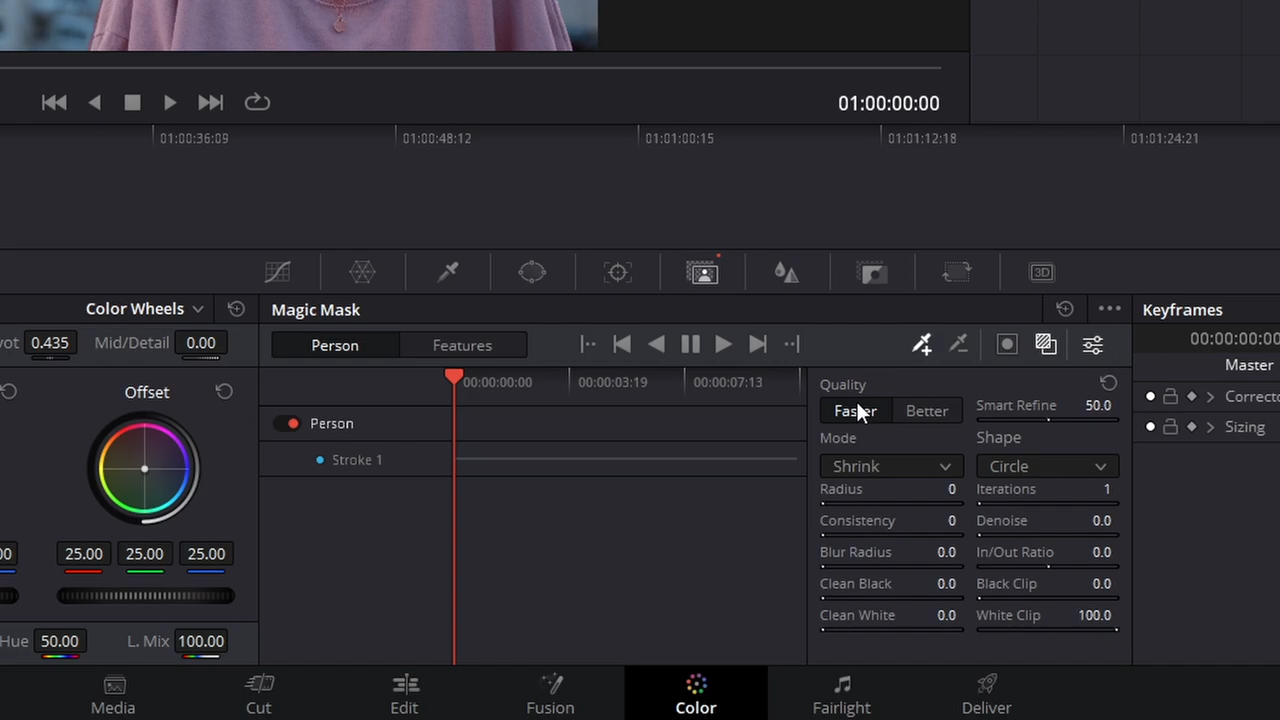 01:00:00:00
01:00:36:09 01:00:48:12 01:01:00:15 01:01:12:18 01:01:24:21
3D
Color Wheels Magic Mask Keyframes
vot 0.435 Mid/Detail 0.00 Person Features 00:00:00:00
Offset 00:00:00:00 00:00:03:19 00:00:07:13 Quality Master
Faster Better Smart Refine 50.0
Person Mode Shape Correcto
Stroke 1 Shrink Circle Sizing
Radius 0 Iterations 1
Consistency 0 Denoise 0.0
00 25.00 25.00 25.00 Blur Radius 0.0 In/Out Ratio 0.0
Clean Black 0.0 Black Clip 0.0
Clean White 0.0 White Clip 100.0
Hue 50.00 L. Mix 100.00
Media Cut Edit Fusion Color Fairlight Deliver